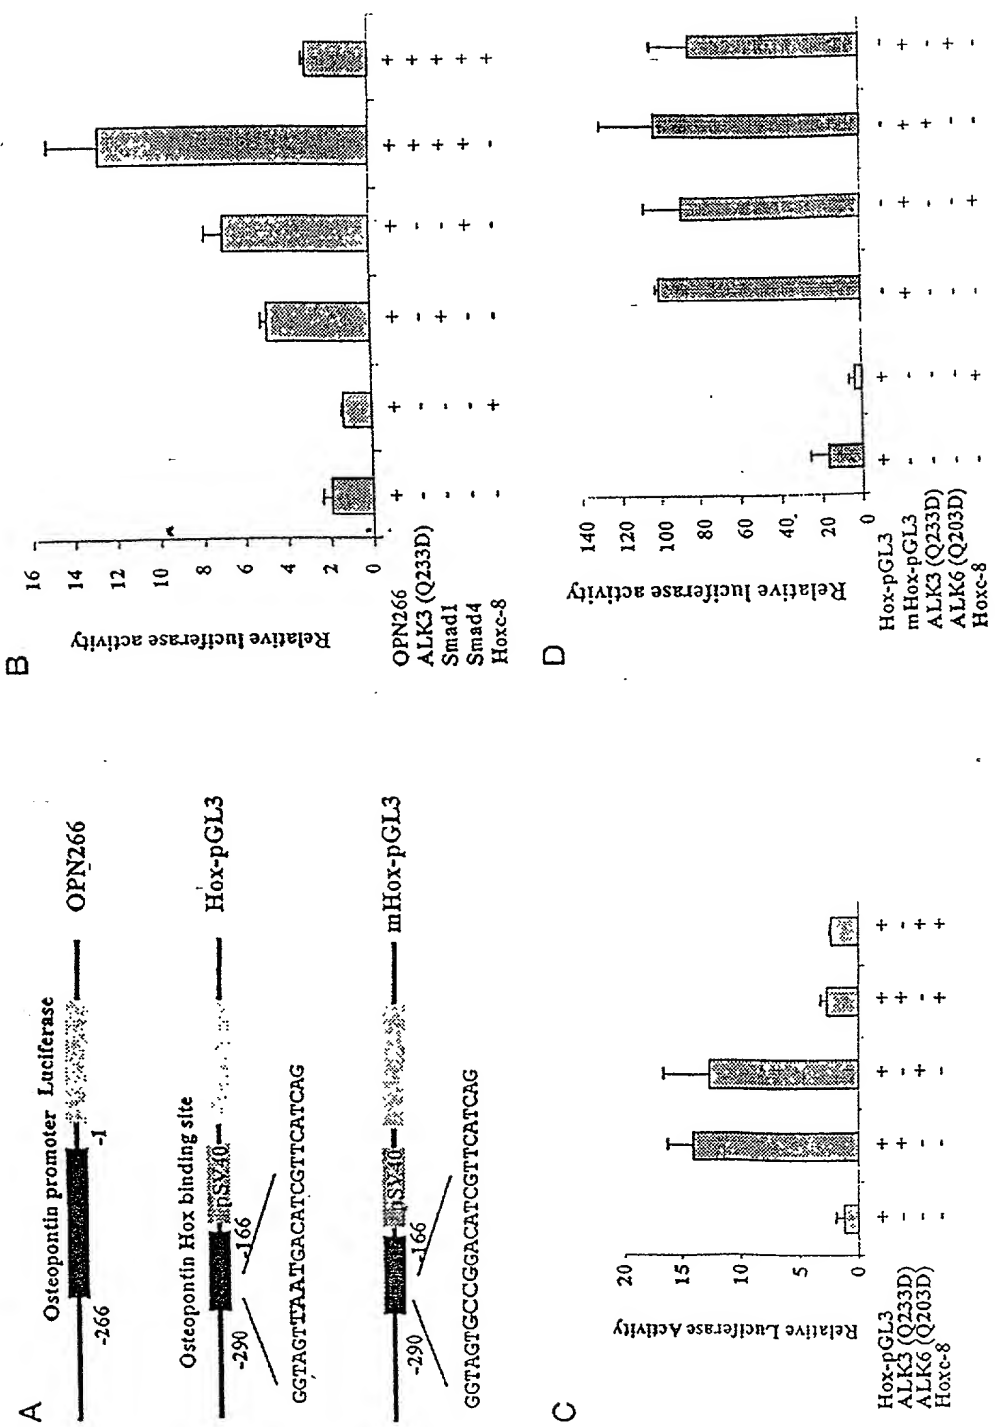 A
Osteopontin promoter Luciferase
-266
-1
OPN266
Osteopontin Hox binding site
pSV40
Hox-pGL3
-290
-166
GGTAGTTAATGACATCGTTCATCAG
pSV40
mHox-pGL3
-290
-166
GGTAGTGCCGGACATCGTTCATCAG
B
Relative luciferase activity
16
14
12
10
8
6
4
2
0
OPN266 + + + + + +
ALK3 (Q233D) - - - - + +
Smad1 - - + - + +
Smad4 - - - + + +
Hoxc-8 - + - - - +
C
Relative Luciferase Activity
20
15
10
5
0
Hox-pGL3 + + + + +
ALK3 (Q233D) - + - + -
ALK6 (Q203D) - - + - +
Hoxc-8 - - - + +
D
Relative luciferase activity
140
120
100
80
60
40
20
0
Hox-pGL3 + + - - - -
mHox-pGL3 - - + + + +
ALK3 (Q233D) - - - - + -
ALK6 (Q203D) - - - - - +
Hoxc-8 - + - + - -